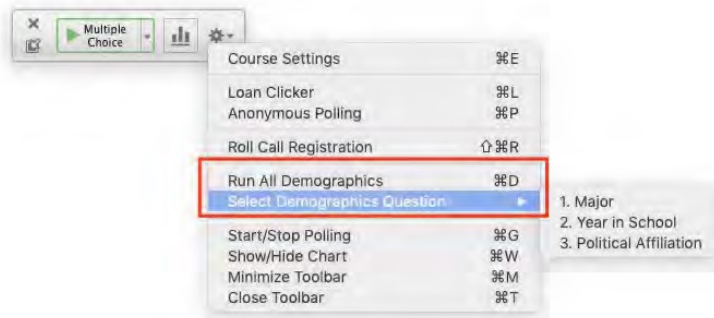 Multiple
Choice
Course Settings ⌘E
Loan Clicker ⌘L
Anonymous Polling ⌘P
Roll Call Registration ⇧⌘R
Run All Demographics ⌘D
Select Demographics Question
1. Major
2. Year in School
3. Political Affiliation
Start/Stop Polling ⌘G
Show/Hide Chart ⌘W
Minimize Toolbar ⌘M
Close Toolbar ⌘T